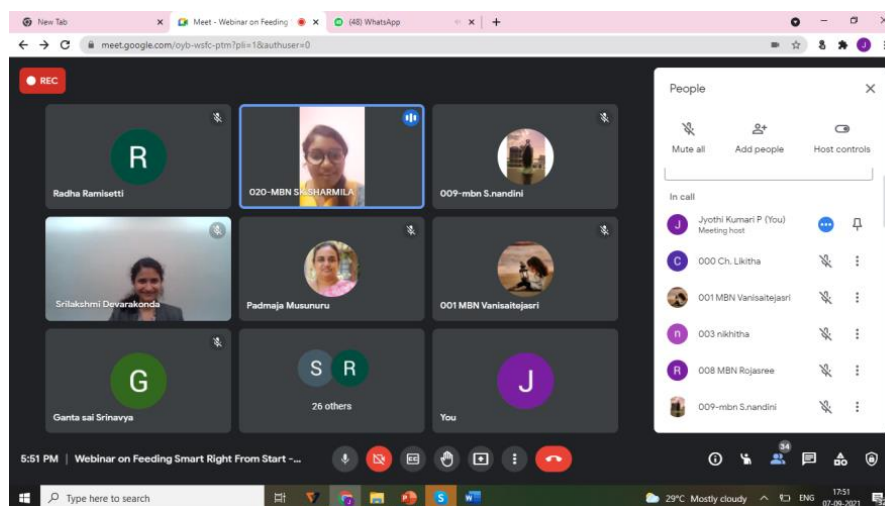 New Tab
Meet - Webinar on Feeding
(48) WhatsApp
meet.google.com/oyb-wsfc-ptm?pli=1&authuser=0
J
REC
R
Radha Ramisetti
020-MBN SK SHARMILA
009-mbn S.nandini
Srilakshmi Devarakonda
Padmaja Musunuru
001 MBN Vanisaitejasri
G
Ganta sai Srinavya
S R
26 others
J
You
People
Mute all Add people Host controls
In call
J
Jyothi Kumari P (You)
Meeting host
C
000 Ch. Likitha
001 MBN Vanisaitejasri
n
003 nikhitha
R
008 MBN Rojasree
009-mbn S.nandini
5:51 PM | Webinar on Feeding Smart Right From Start -...
34
Type here to search
29°C Mostly cloudy ENG 17:51
07-09-2021